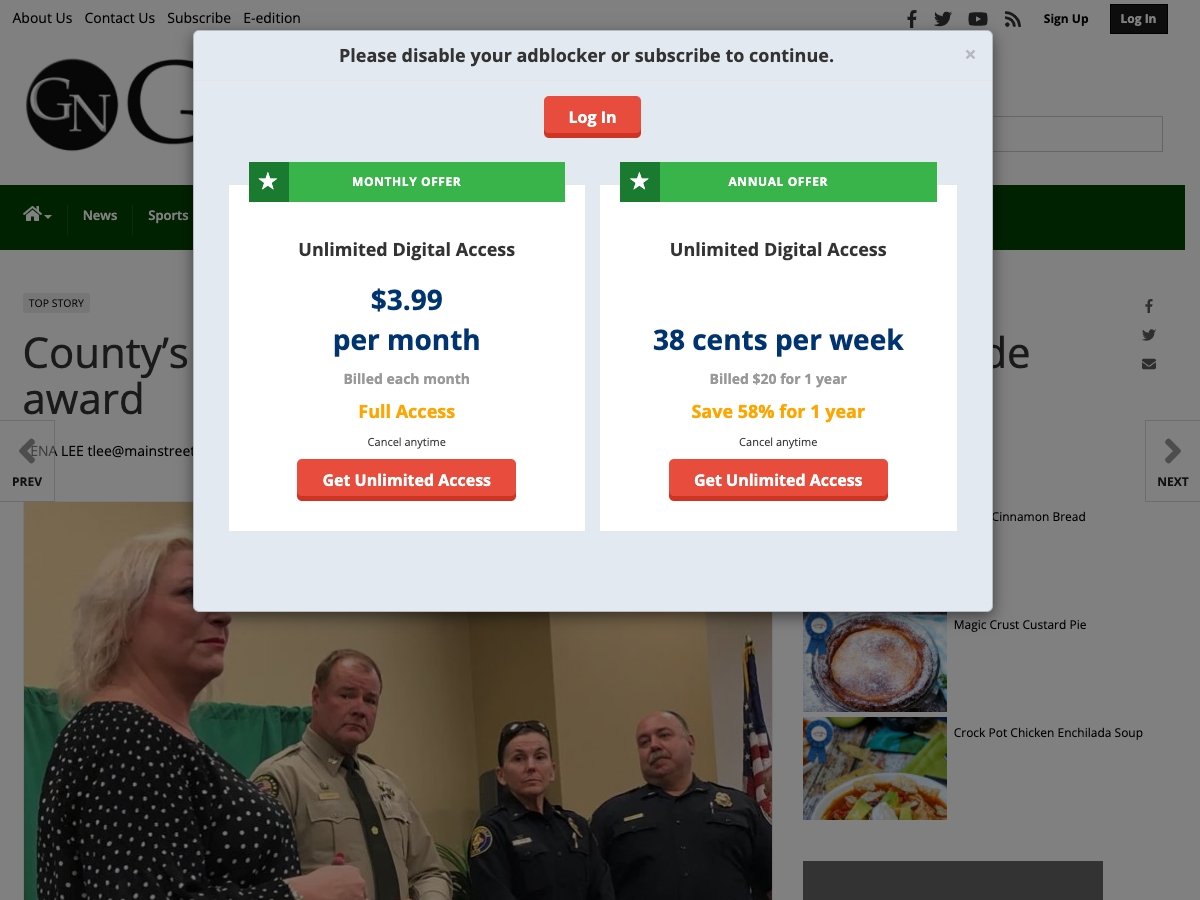 About Us Contact Us Subscribe E-edition
Sign Up Log In
Please disable your adblocker or subscribe to continue.
×
GN G
Log In
MONTHLY OFFER
ANNUAL OFFER
News Sports
Unlimited Digital Access
Unlimited Digital Access
$3.99
per month
38 cents per week
Billed each month
Billed $20 for 1 year
Full Access
Save 58% for 1 year
Cancel anytime
Cancel anytime
Get Unlimited Access
Get Unlimited Access
TOP STORY
County’s de
award
ENA LEE tlee@mainstreet
PREV
NEXT
Cinnamon Bread
Magic Crust Custard Pie
Crock Pot Chicken Enchilada Soup